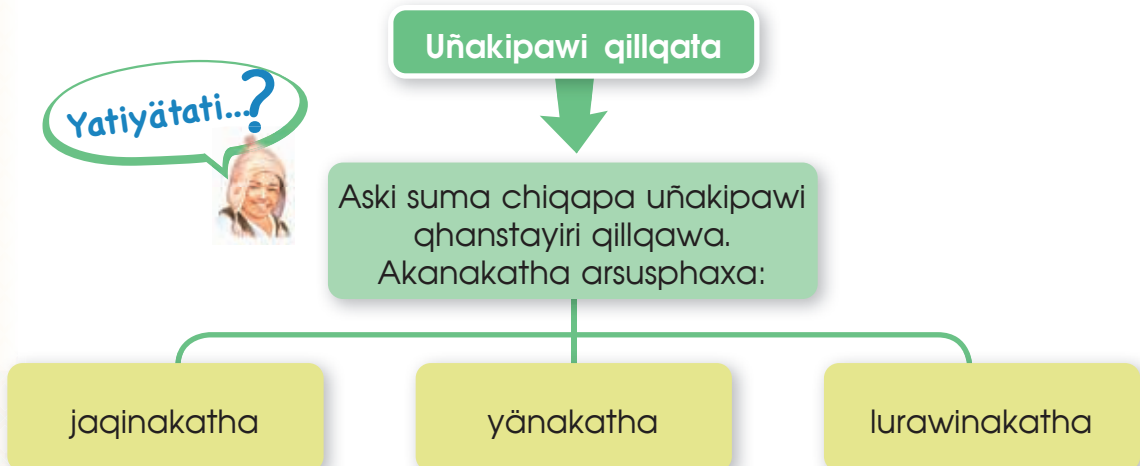 Uñakipawi qillqata
Yatiyätati...?
Aski suma chiqapa uñakipawi
qhanstayiri qillqawa.
Akanakatha arsusphaxa:
jaqinakatha
yänakatha
lurawinakatha